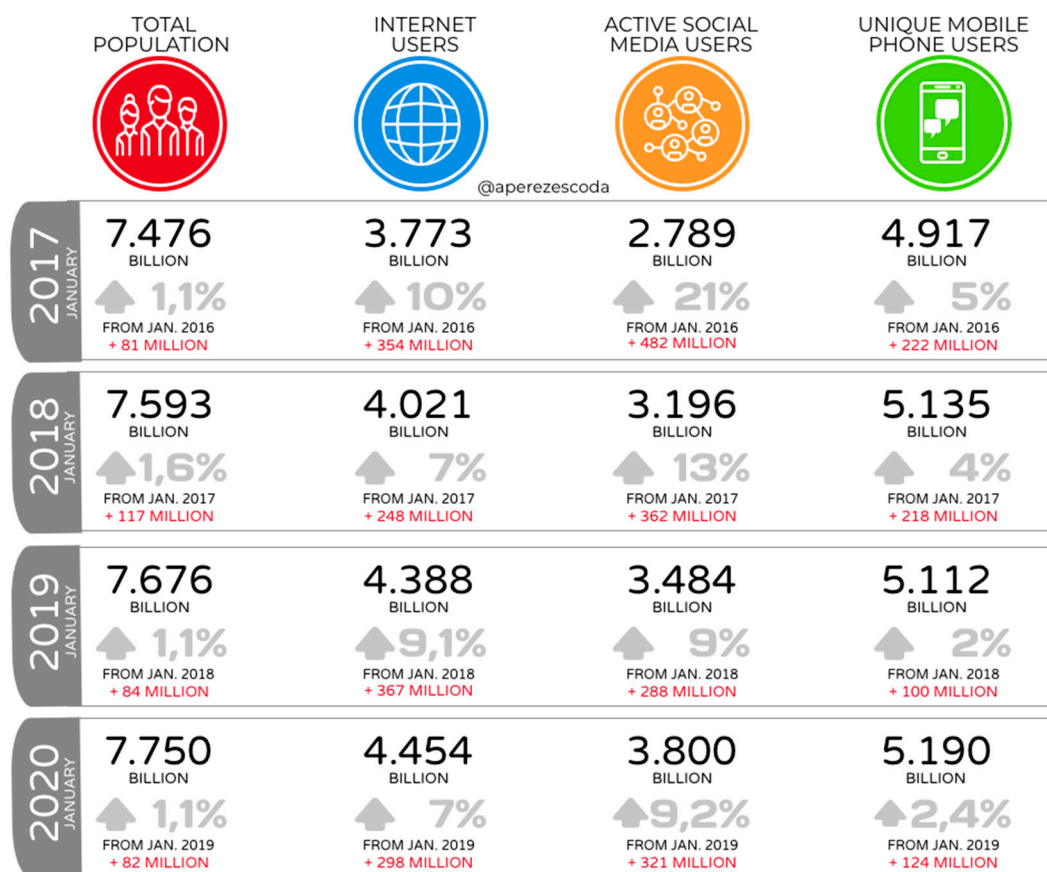 TOTAL
POPULATION
INTERNET
USERS
ACTIVE SOCIAL
MEDIA USERS
UNIQUE MOBILE
PHONE USERS
@aperezescoda
2017
JANUARY
7.476
BILLION
1,1%
FROM JAN. 2016
+ 81 MILLION
3.773
BILLION
10%
FROM JAN. 2016
+ 354 MILLION
2.789
BILLION
21%
FROM JAN. 2016
+ 482 MILLION
4.917
BILLION
5%
FROM JAN. 2016
+ 222 MILLION
2018
JANUARY
7.593
BILLION
1,6%
FROM JAN. 2017
+ 117 MILLION
4.021
BILLION
7%
FROM JAN. 2017
+ 248 MILLION
3.196
BILLION
13%
FROM JAN. 2017
+ 362 MILLION
5.135
BILLION
4%
FROM JAN. 2017
+ 218 MILLION
2019
JANUARY
7.676
BILLION
1,1%
FROM JAN. 2018
+ 84 MILLION
4.388
BILLION
9,1%
FROM JAN. 2018
+ 367 MILLION
3.484
BILLION
9%
FROM JAN. 2018
+ 288 MILLION
5.112
BILLION
2%
FROM JAN. 2018
+ 100 MILLION
2020
JANUARY
7.750
BILLION
1,1%
FROM JAN. 2019
+ 82 MILLION
4.454
BILLION
7%
FROM JAN. 2019
+ 298 MILLION
3.800
BILLION
9,2%
FROM JAN. 2019
+ 321 MILLION
5.190
BILLION
2,4%
FROM JAN. 2019
+ 124 MILLION